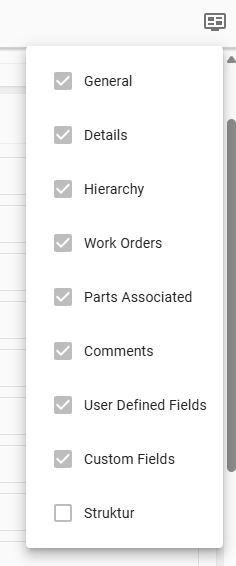 General
Details
Hierarchy
Work Orders
Parts Associated
Comments
User Defined Fields
Custom Fields
Struktur